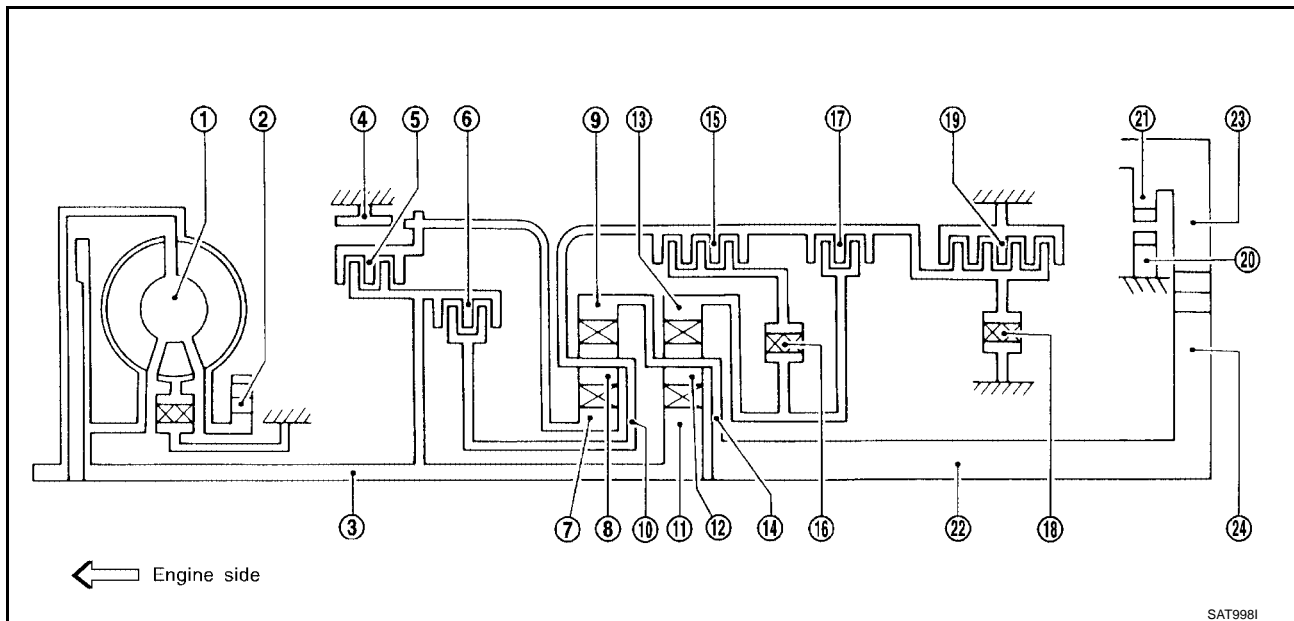 ① ② ④ ⑤ ⑥ ⑨ ⑬ ⑮ ⑰ ⑲ ㉑ ㉓
⑳
③ ⑦ ⑧ ⑩ ⑪ ⑫ ⑭ ⑯ ㉒ ⑱ ㉔
Engine side
SAT998I